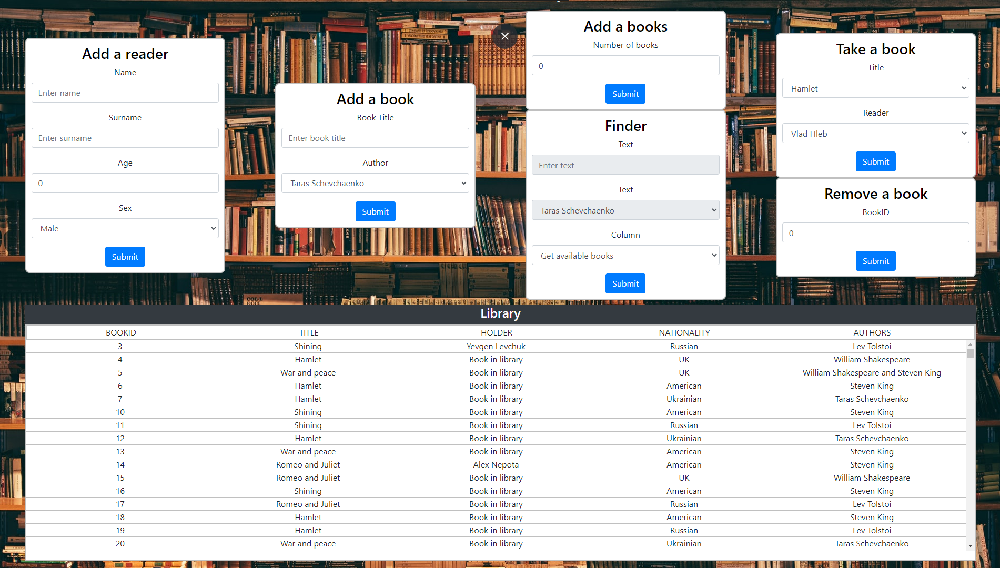 Add a reader
Name
Enter name
Surname
Enter surname
Age
0
Sex
Male
Submit
Add a book
Book Title
Enter book title
Author
Taras Schevchaenko
Submit
Add a books
Number of books
0
Submit
Finder
Text
Enter text
Text
Taras Schevchaenko
Column
Get available books
Submit
Take a book
Title
Hamlet
Reader
Vlad Hleb
Submit
Remove a book
BookID
0
Submit
COL·L
ECCI
Library
BOOKID TITLE HOLDER NATIONALITY AUTHORS
3 Shining Yevgen Levchuk Russian Lev Tolstoi
4 Hamlet Book in library UK William Shakespeare
5 War and peace Book in library UK William Shakespeare and Steven King
6 Hamlet Book in library American Steven King
7 Hamlet Book in library Ukrainian Taras Schevchaenko
10 Shining Book in library American Steven King
11 Shining Book in library Russian Lev Tolstoi
12 Hamlet Book in library Ukrainian Taras Schevchaenko
13 War and peace Book in library American Steven King
14 Romeo and Juliet Alex Nepota American Steven King
15 Romeo and Juliet Book in library UK William Shakespeare
16 Shining Book in library American Steven King
17 Romeo and Juliet Book in library Russian Lev Tolstoi
18 Hamlet Book in library American Steven King
19 Hamlet Book in library Russian Lev Tolstoi
20 War and peace Book in library Ukrainian Taras Schevchaenko